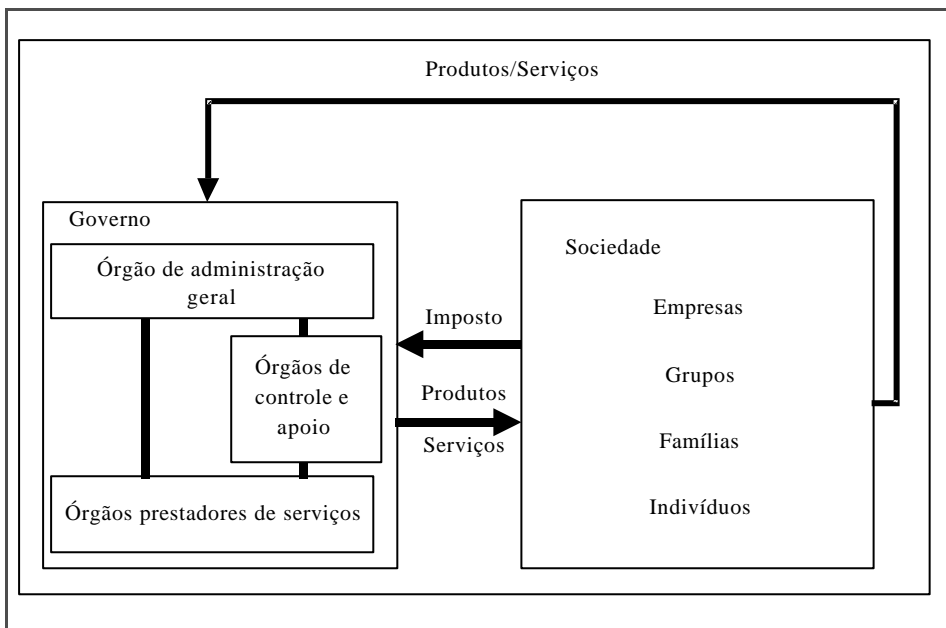 Produtos/Serviços
Governo
Órgão de administração
geral
Órgãos de
controle e
apoio
Órgãos prestadores de serviços
Imposto
Produtos
Serviços
Sociedade
Empresas
Grupos
Famílias
Indivíduos